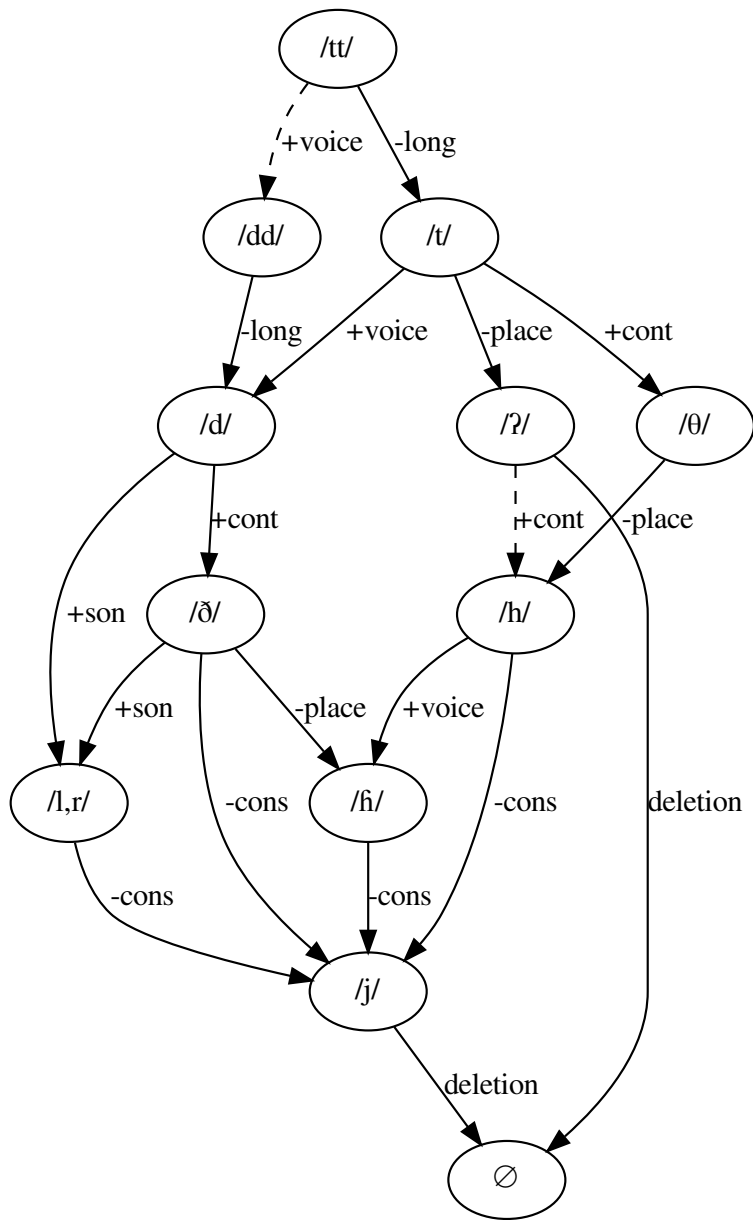 /tt/
+voice
-long
/dd/
/t/
-long
+voice
-place
+cont
/d/
/ʔ/
/θ/
+cont
+cont
-place
+son
/ð/
/h/
+son
-place
+voice
/l,r/
-cons
/ɦ/
-cons
deletion
-cons
-cons
/j/
deletion
∅